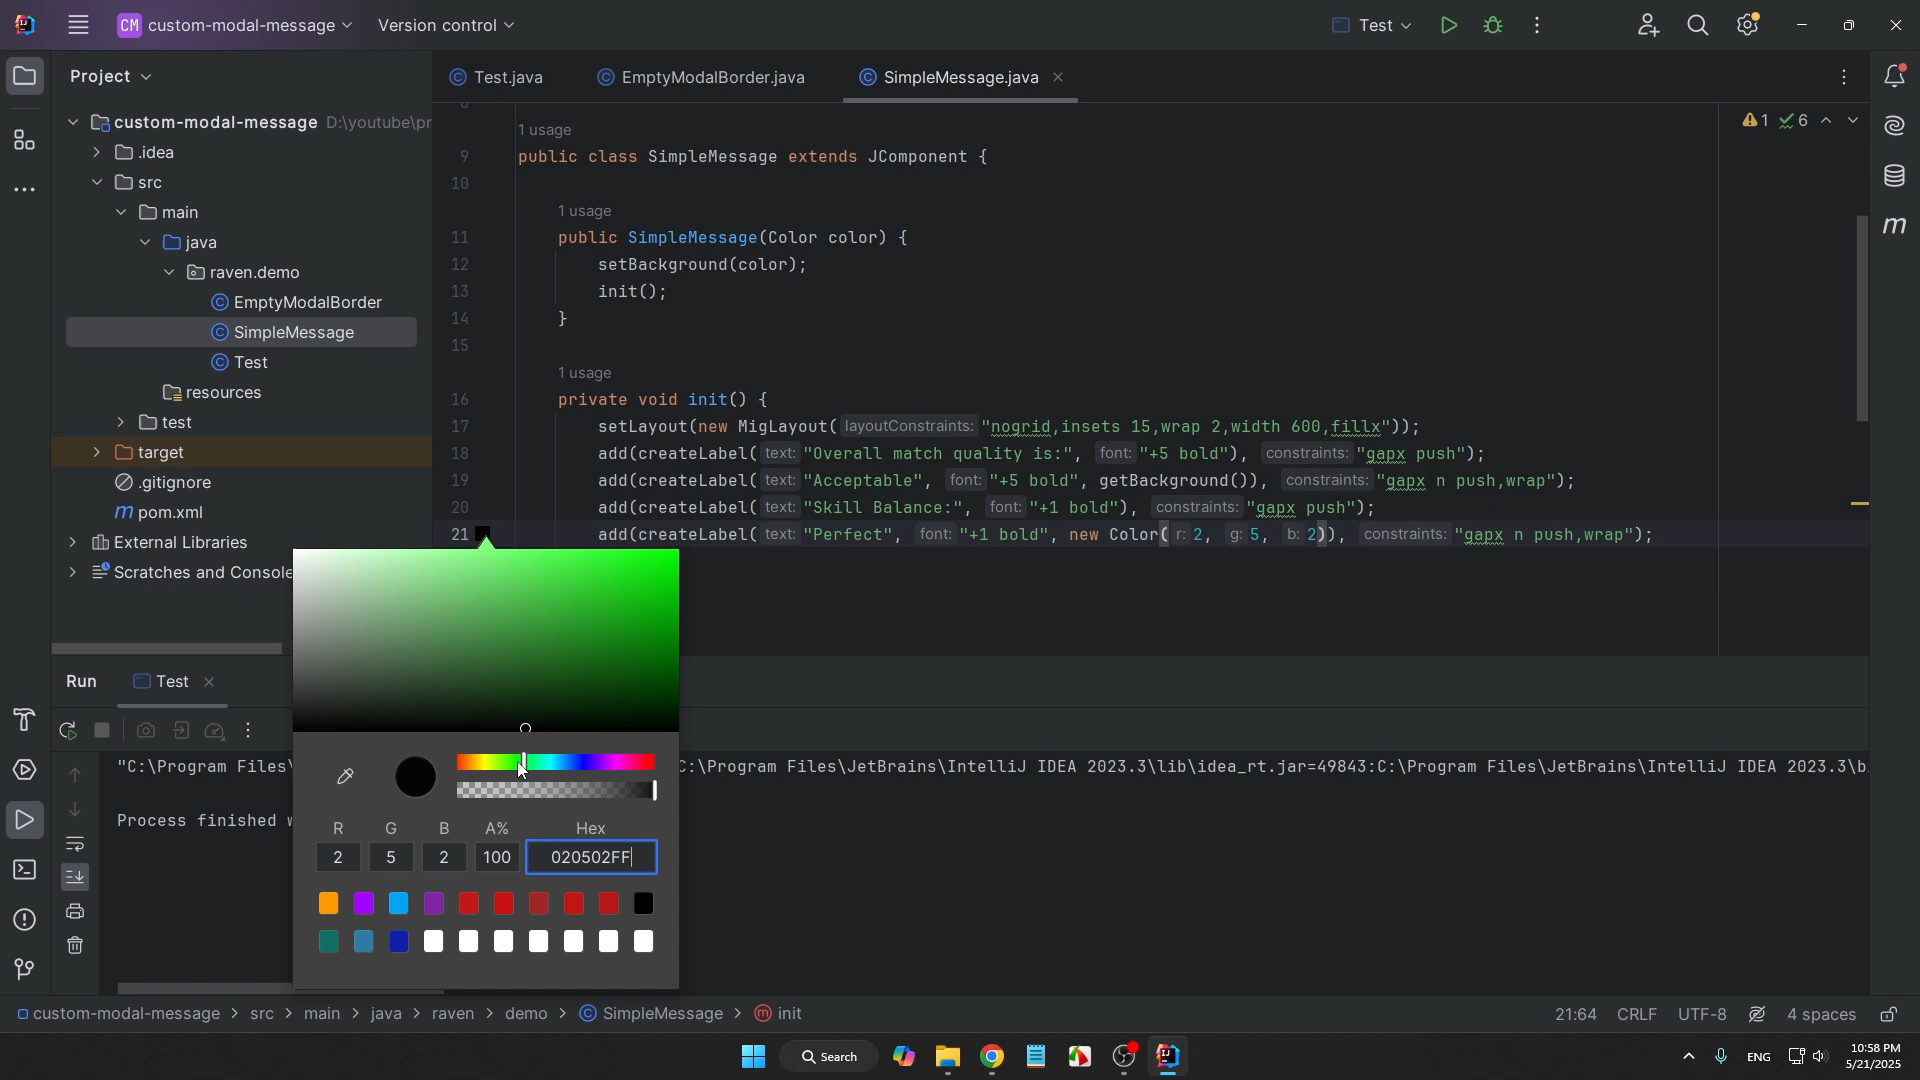 CM custom-modal-message Version control Test
Project
Test.java EmptyModalBorder.java SimpleMessage.java
custom-modal-message D:\youtube\pr
.idea
src
main
java
raven.demo
EmptyModalBorder
SimpleMessage
Test
resources
test
target
.gitignore
m pom.xml
External Libraries
Scratches and Console
1 6
1 usage
9 public class SimpleMessage extends JComponent {
10
1 usage
11 public SimpleMessage(Color color) {
12 setBackground(color);
13 init();
14 }
15
1 usage
16 private void init() {
17 setLayout(new MigLayout( layoutConstraints: "nogrid,insets 15,wrap 2,width 600,fillx"));
18 add(createLabel( text: "Overall match quality is:", font: "+5 bold"), constraints: "gapx push");
19 add(createLabel( text: "Acceptable", font: "+5 bold", getBackground()), constraints: "gapx n push,wrap");
20 add(createLabel( text: "Skill Balance:", font: "+1 bold"), constraints: "gapx push");
21 add(createLabel( text: "Perfect", font: "+1 bold", new Color( r: 2, g: 5, b: 2)), constraints: "gapx n push,wrap");
Run Test
"C:\Program Files\
C:\Program Files\JetBrains\IntelliJ IDEA 2023.3\lib\idea_rt.jar=49843:C:\Program Files\JetBrains\IntelliJ IDEA 2023.3\b
Process finished
R G B A% Hex
2 5 2 100 020502FF
custom-modal-message > src > main > java > raven > demo > SimpleMessage > init
21:64 CRLF UTF-8 4 spaces
Search
ENG
10:58 PM
5/21/2025